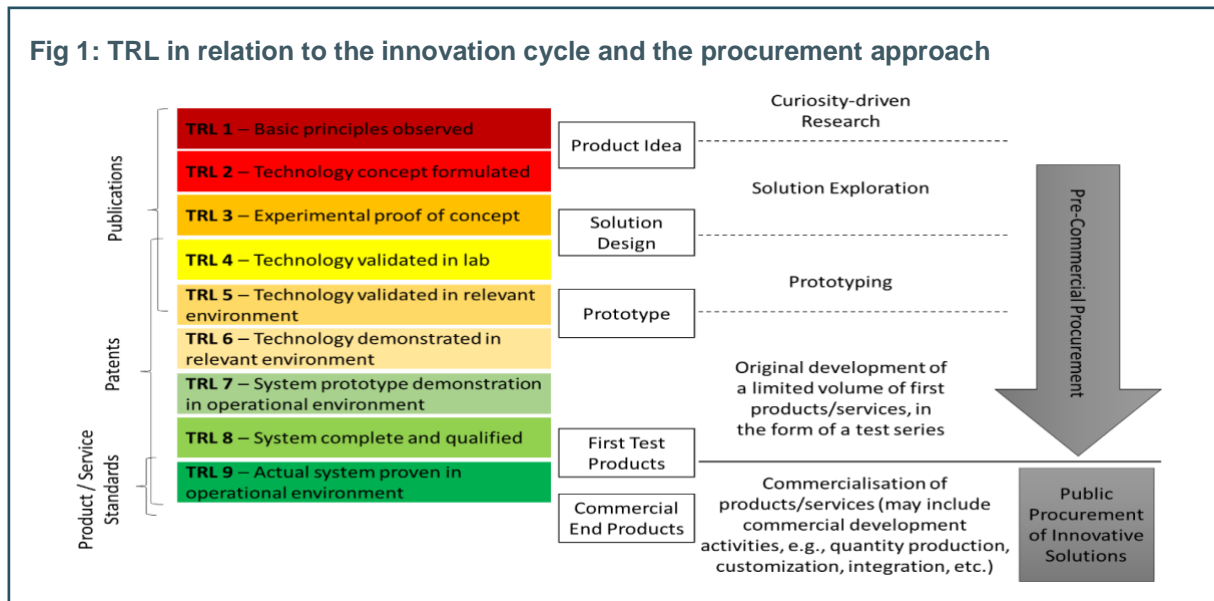 Fig 1: TRL in relation to the innovation cycle and the procurement approach
Publications
Patents
Product / Service
Standards
TRL 1 – Basic principles observed
TRL 2 – Technology concept formulated
TRL 3 – Experimental proof of concept
TRL 4 – Technology validated in lab
TRL 5 – Technology validated in relevant
environment
TRL 6 – Technology demonstrated in
relevant environment
TRL 7 – System prototype demonstration
in operational environment
TRL 8 – System complete and qualified
TRL 9 – Actual system proven in
operational environment
Product Idea
Solution
Design
Prototype
First Test
Products
Commercial
End Products
Curiosity-driven
Research
Solution Exploration
Prototyping
Original development of
a limited volume of first
products/services, in
the form of a test series
Commercialisation of
products/services (may include
commercial development
activities, e.g., quantity production,
customization, integration, etc.)
Pre-Commercial Procurement
Public
Procurement
of Innovative
Solutions